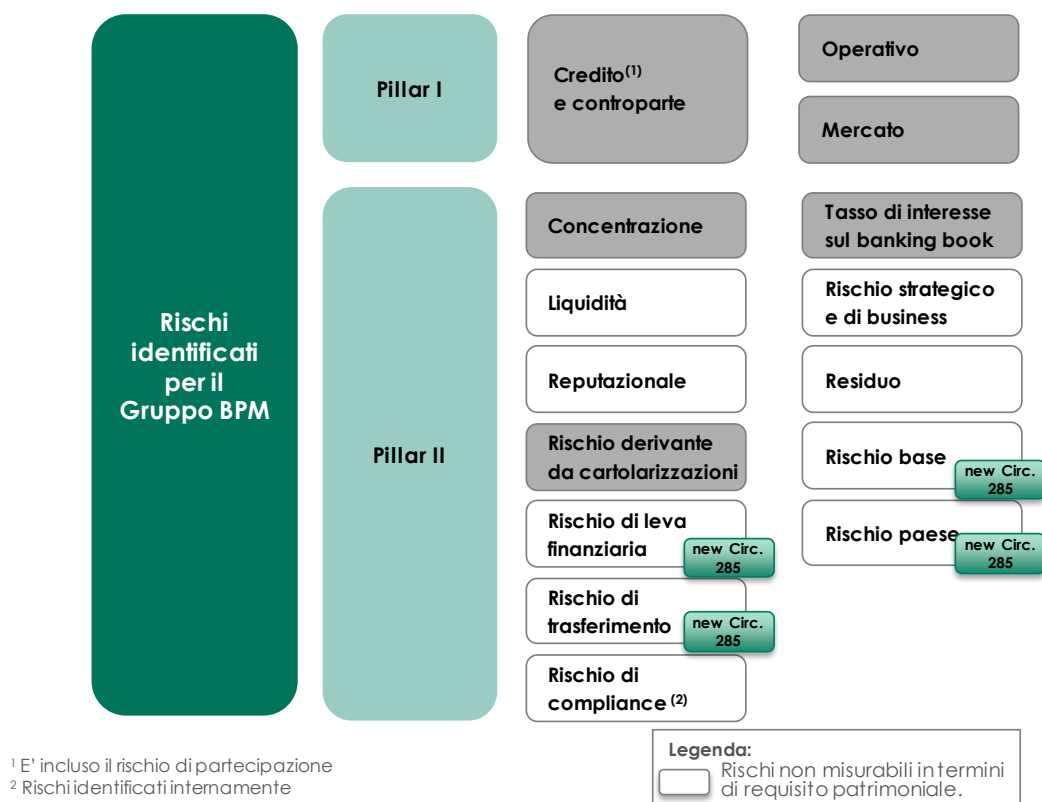 Rischi
identificati
per il
Gruppo BPM
Pillar I
Credito(1)
e controparte
Operativo
Mercato
Pillar II
Concentrazione
Tasso di interesse
sul banking book
Liquidità
Rischio strategico
e di business
Reputazionale
Residuo
Rischio derivante
da cartolarizzazioni
Rischio base
new Circ.
285
Rischio di leva
finanziaria
new Circ.
285
Rischio paese
new Circ.
285
Rischio di
trasferimento
new Circ.
285
Rischio di
compliance (2)
1 E' incluso il rischio di partecipazione
2 Rischi identificati internamente
Legenda:
Rischi non misurabili in termini
di requisito patrimoniale.